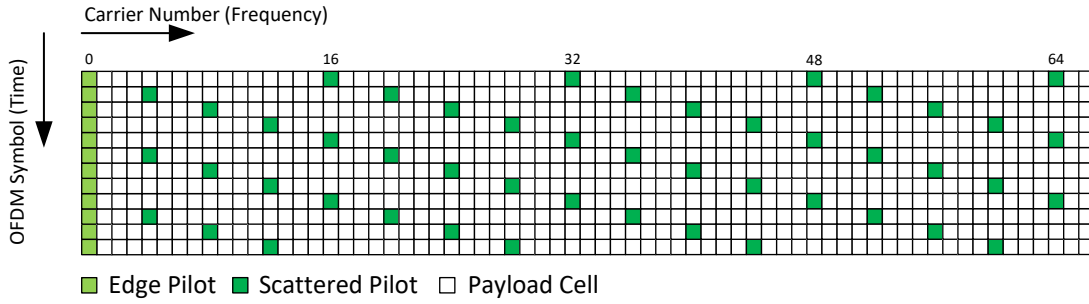 Carrier Number (Frequency)
0 16 32 48 64
OFDM Symbol (Time)
Edge Pilot Scattered Pilot Payload Cell